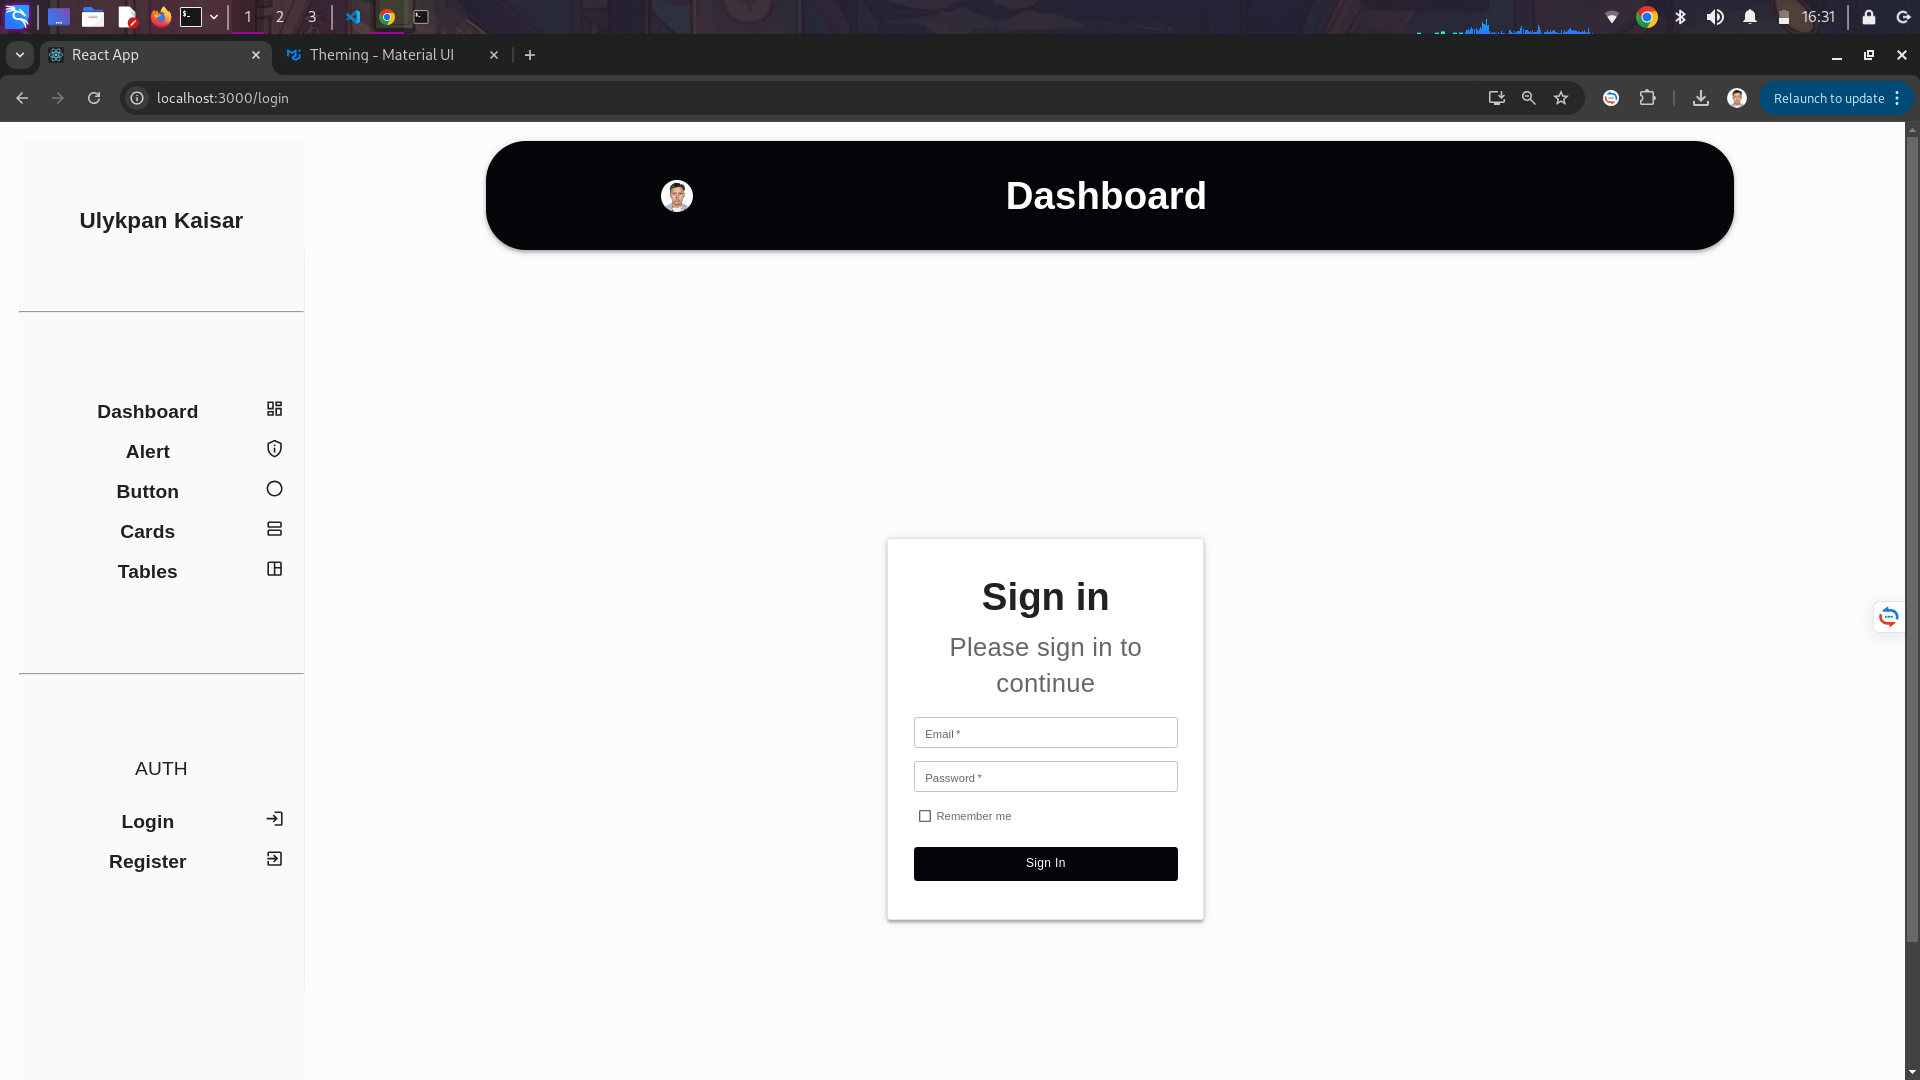 1 2 3 16:31
React App Theming - Material UI
localhost:3000/login Relaunch to update
Dashboard
Ulykpan Kaisar
Dashboard
Alert
Button
Cards
Tables
AUTH
Login
Register
Sign in
Please sign in to
continue
Email *
Password *
Remember me
Sign In